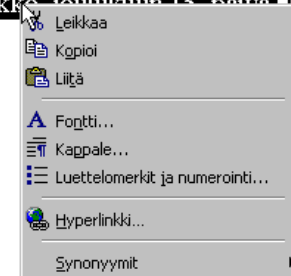 Leikkaa
Kopioi
Liitä
Fontti...
Kappale...
Luettelomerkit ja numerointi...
Hyperlinkki...
Synonyymit